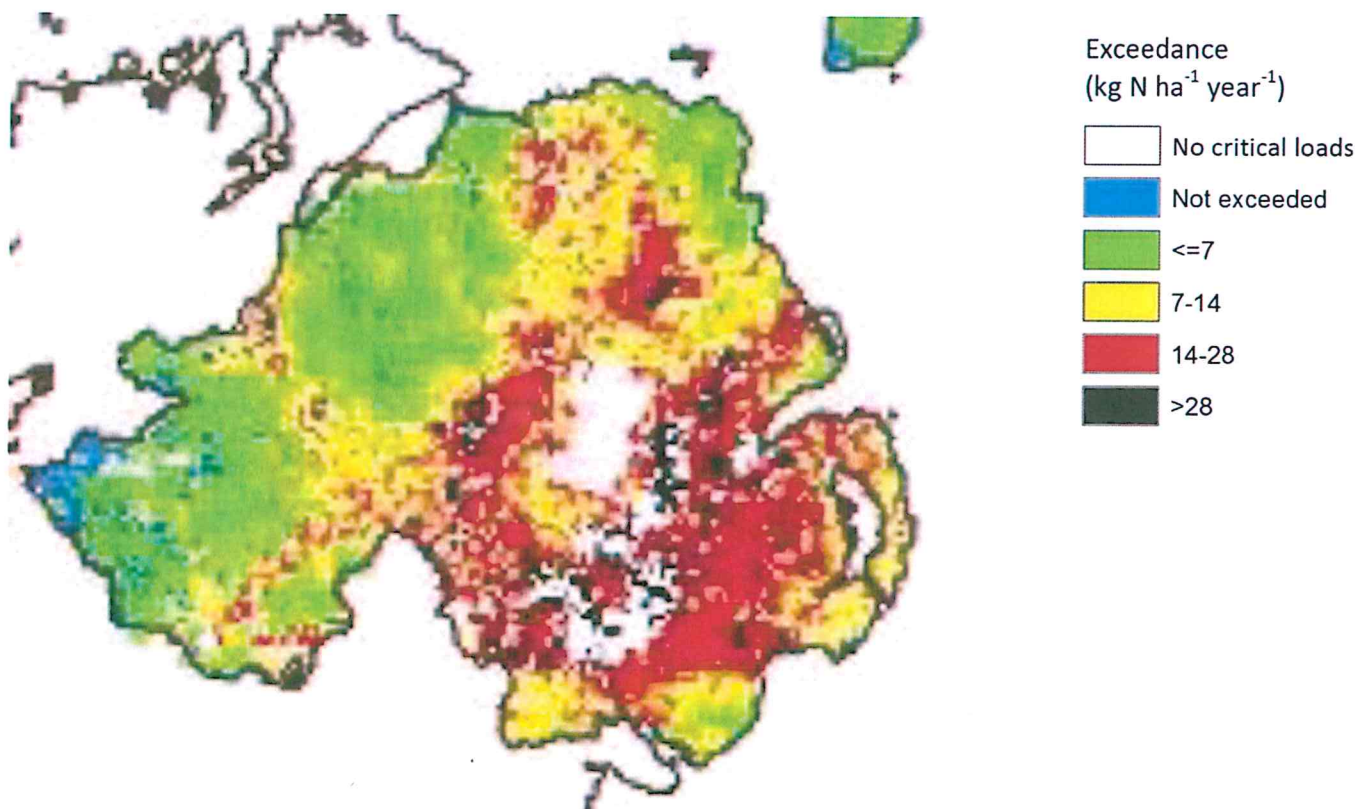 Exceedance
(kg N ha⁻¹ year⁻¹)
No critical loads
Not exceeded
<=7
7-14
14-28
>28